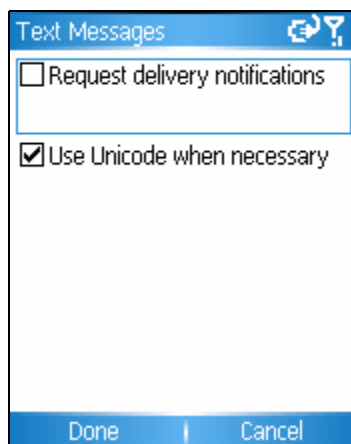 Text Messages
Request delivery notifications
Use Unicode when necessary
Done Cancel